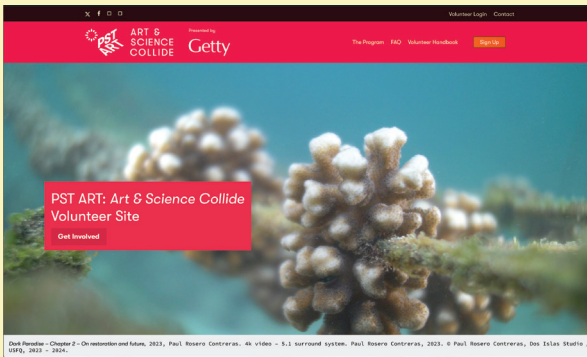 Volunteer Login Contact
PST
ART &
SCIENCE
COLLIDE
Presented by
Getty
The Program FAQ Volunteer Handbook Sign Up
PST ART: Art & Science Collide
Volunteer Site
Get Involved
Dark Paradise – Chapter 2 – On restoration and future, 2023, Paul Rosero Contreras. 4k video – 5.1 surround system. Paul Rosero Contreras, 2023. © Paul Rosero Contreras, Dos Islas Studio
USFQ, 2023 – 2024.